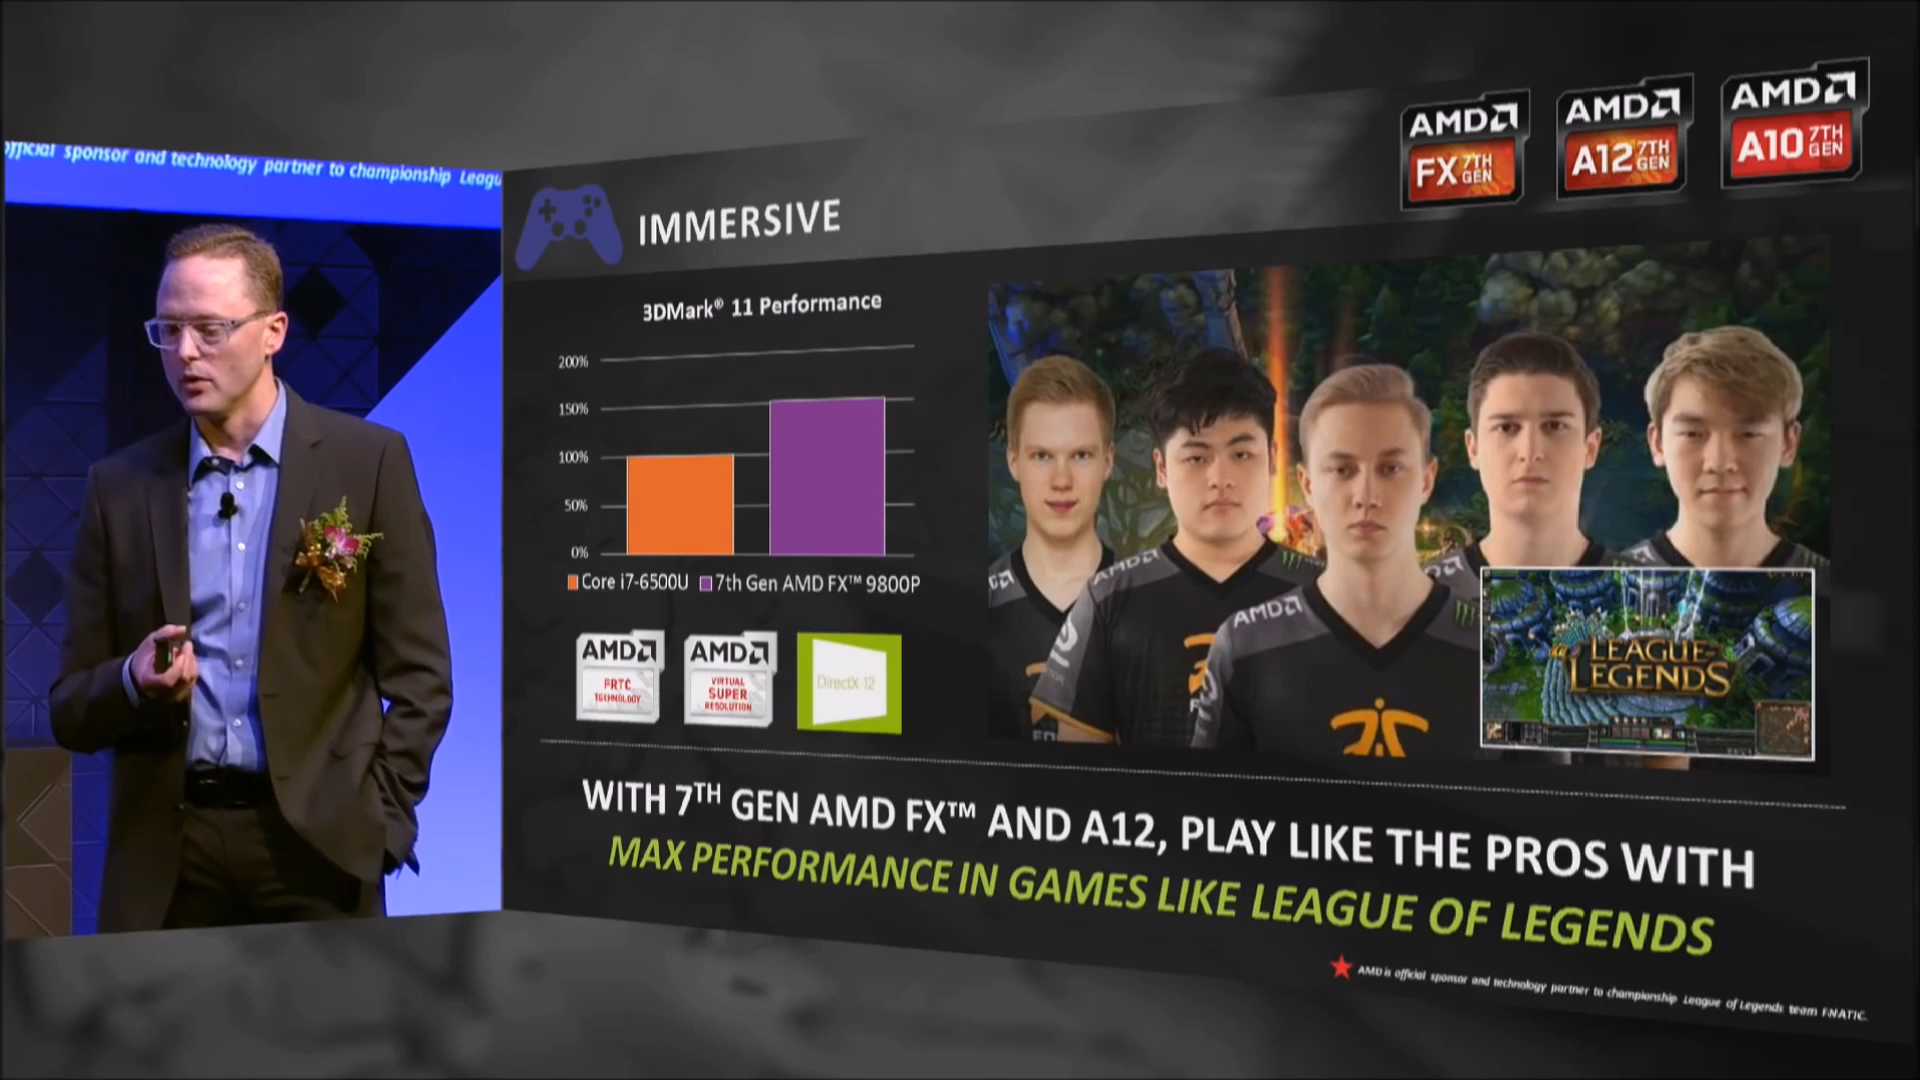 official sponsor and technology partner to championship Leagu
AMD
FX 7TH GEN
AMD
A12 7TH GEN
AMD
A10 7TH GEN
IMMERSIVE
3DMark® 11 Performance
200%
150%
100%
50%
0%
Core i7-6500U
7th Gen AMD FX™ 9800P
AMD
FRTC
TECHNOLOGY
AMD
VIRTUAL
SUPER
RESOLUTION
DirectX 12
AMD
AMD
LEAGUE OF
LEGENDS
WITH 7TH GEN AMD FX™ AND A12, PLAY LIKE THE PROS WITH
MAX PERFORMANCE IN GAMES LIKE LEAGUE OF LEGENDS
AMD is official sponsor and technology partner to championship League of Legends team FNATIC.